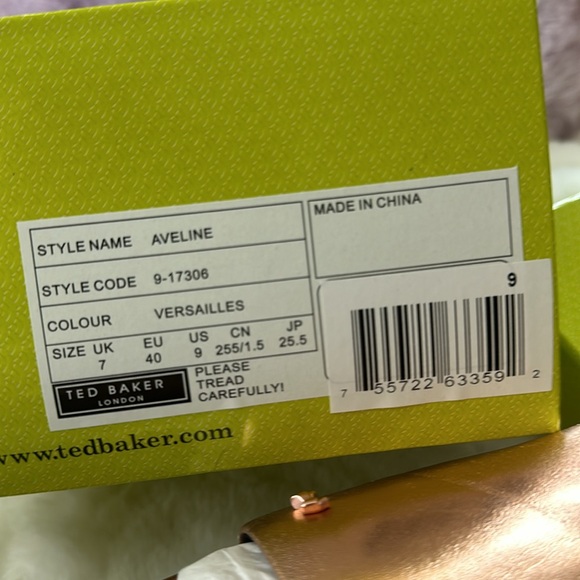 STYLE NAME AVELINE
STYLE CODE 9-17306
COLOUR VERSAILLES
SIZE UK EU US CN JP
7 40 9 255/1.5 25.5
TED BAKER
LONDON
PLEASE
TREAD
CAREFULLY!
MADE IN CHINA
9
7 55722 63359 2
www.tedbaker.com